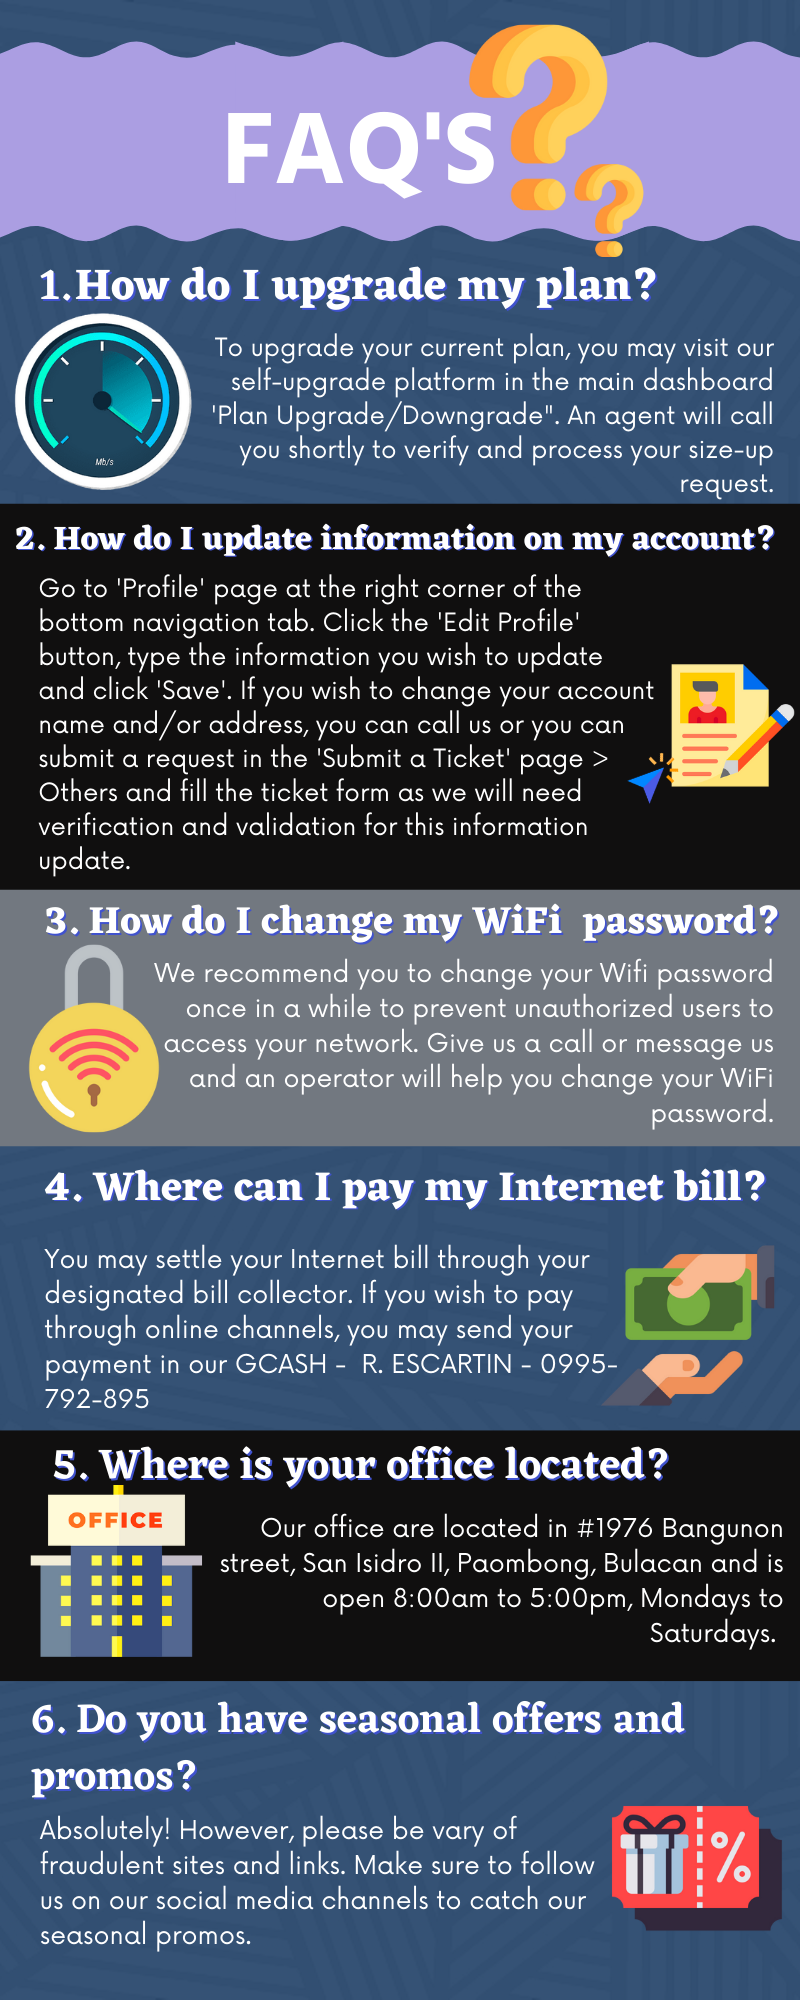 FAQ'S
1.How do I upgrade my plan?
To upgrade your current plan, you may visit our
self-upgrade platform in the main dashboard
'Plan Upgrade/Downgrade". An agent will call
you shortly to verify and process your size-up
request.
Mb/s
2. How do I update information on my account?
Go to 'Profile' page at the right corner of the
bottom navigation tab. Click the 'Edit Profile'
button, type the information you wish to update
and click 'Save'. If you wish to change your account
name and/or address, you can call us or you can
submit a request in the 'Submit a Ticket' page >
Others and fill the ticket form as we will need
verification and validation for this information
update.
3. How do I change my WiFi  password?
We recommend you to change your Wifi password
once in a while to prevent unauthorized users to
access your network. Give us a call or message us
and an operator will help you change your WiFi
password.
4. Where can I pay my Internet bill?
You may settle your Internet bill through your
designated bill collector. If you wish to pay
through online channels, you may send your
payment in our GCASH -  R. ESCARTIN - 0995-
792-895
5. Where is your office located?
OFFICE
Our office are located in #1976 Bangunon
street, San Isidro II, Paombong, Bulacan and is
open 8:00am to 5:00pm, Mondays to
Saturdays.
6. Do you have seasonal offers and
promos?
Absolutely! However, please be vary of
fraudulent sites and links. Make sure to follow
us on our social media channels to catch our
seasonal promos.
%